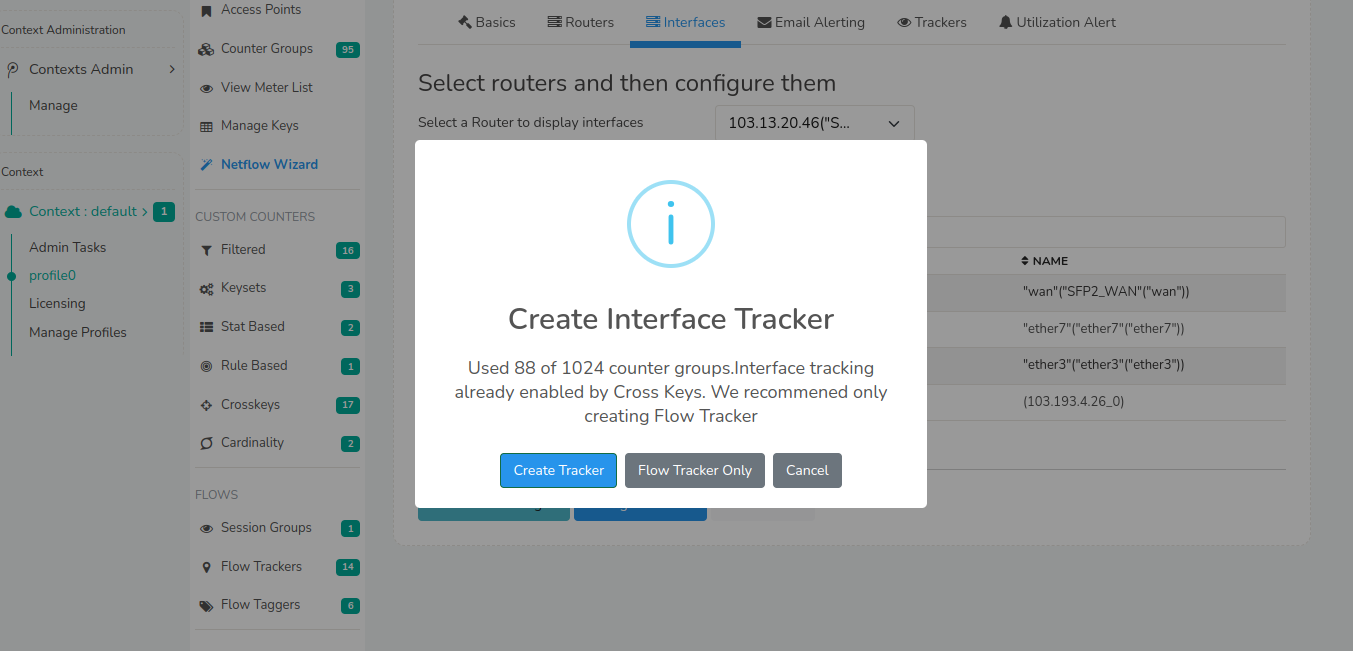 Context Administration
Contexts Admin
Manage
Context
Context : default
1
Admin Tasks
profile0
Licensing
Manage Profiles
Access Points
Counter Groups 95
View Meter List
Manage Keys
Netflow Wizard
CUSTOM COUNTERS
Filtered 16
Keysets 3
Stat Based 2
Rule Based 1
Crosskeys 17
Cardinality 2
FLOWS
Session Groups 1
Flow Trackers 14
Flow Taggers 6
Basics Routers Interfaces Email Alerting Trackers Utilization Alert
Select routers and then configure them
Select a Router to display interfaces 103.13.20.46("S...
NAME
"wan"("SFP2_WAN"("wan"))
"ether7"("ether7"("ether7"))
"ether3"("ether3"("ether3"))
(103.193.4.26_0)
Create Interface Tracker
Used 88 of 1024 counter groups.Interface tracking
already enabled by Cross Keys. We recommened only
creating Flow Tracker
Create Tracker Flow Tracker Only Cancel